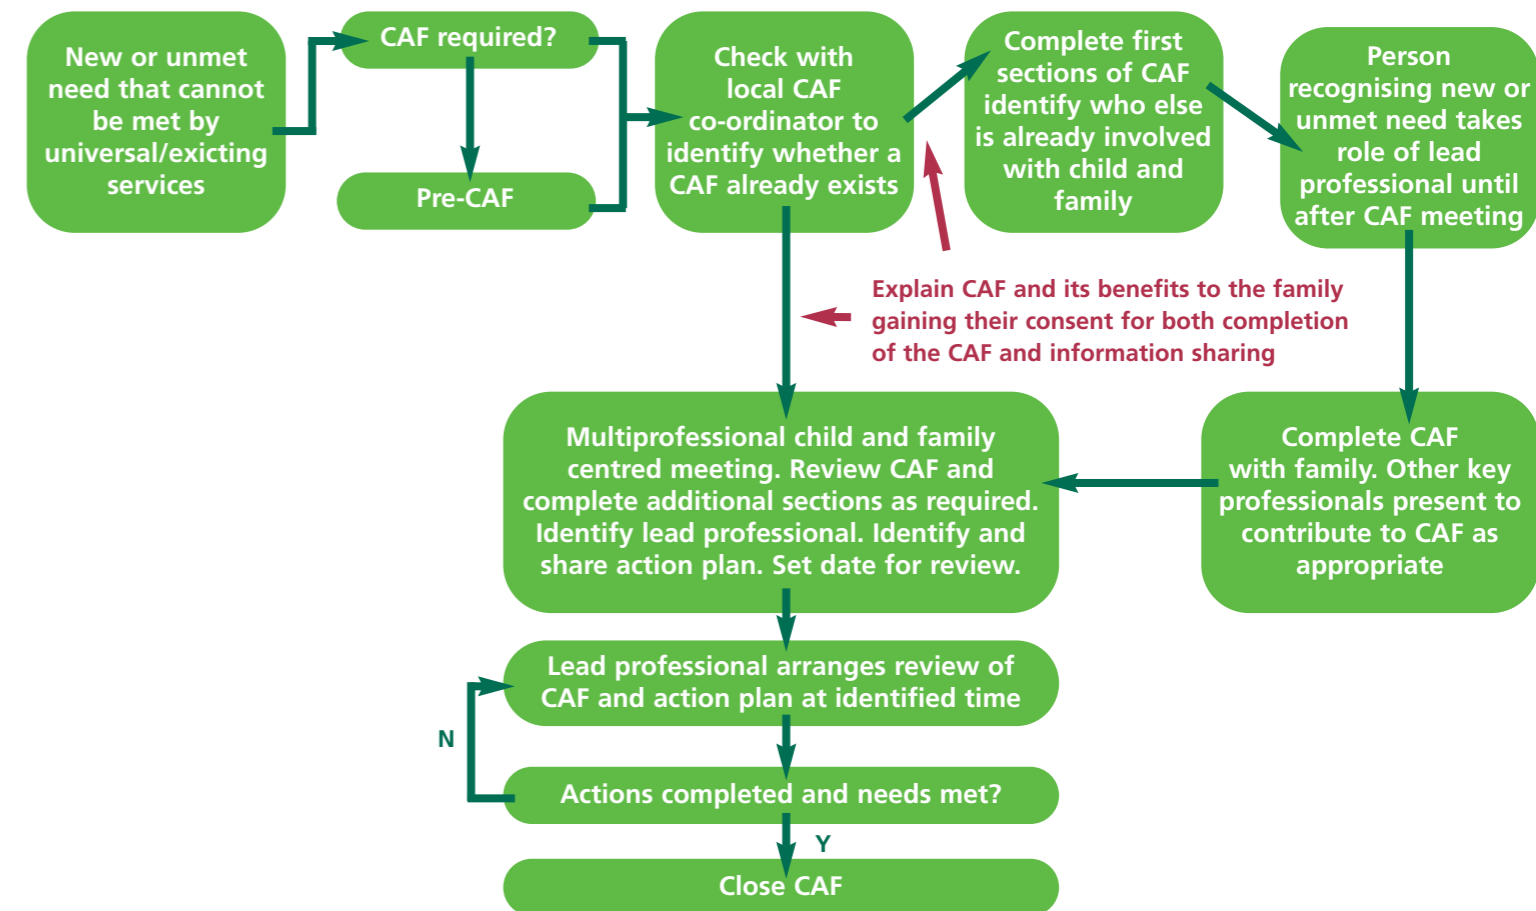 New or unmet
need that cannot
be met by
universal/exicting
services
CAF required?
Pre-CAF
Check with
local CAF
co-ordinator to
identify whether a
CAF already exists
Complete first
sections of CAF
identify who else
is already involved
with child and
family
Person
recognising new or
unmet need takes
role of lead
professional until
after CAF meeting
Explain CAF and its benefits to the family
gaining their consent for both completion
of the CAF and information sharing
Complete CAF
with family. Other key
professionals present to
contribute to CAF as
appropriate
Multiprofessional child and family
centred meeting. Review CAF and
complete additional sections as required.
Identify lead professional. Identify and
share action plan. Set date for review.
Lead professional arranges review of
CAF and action plan at identified time
N
Actions completed and needs met?
Y
Close CAF